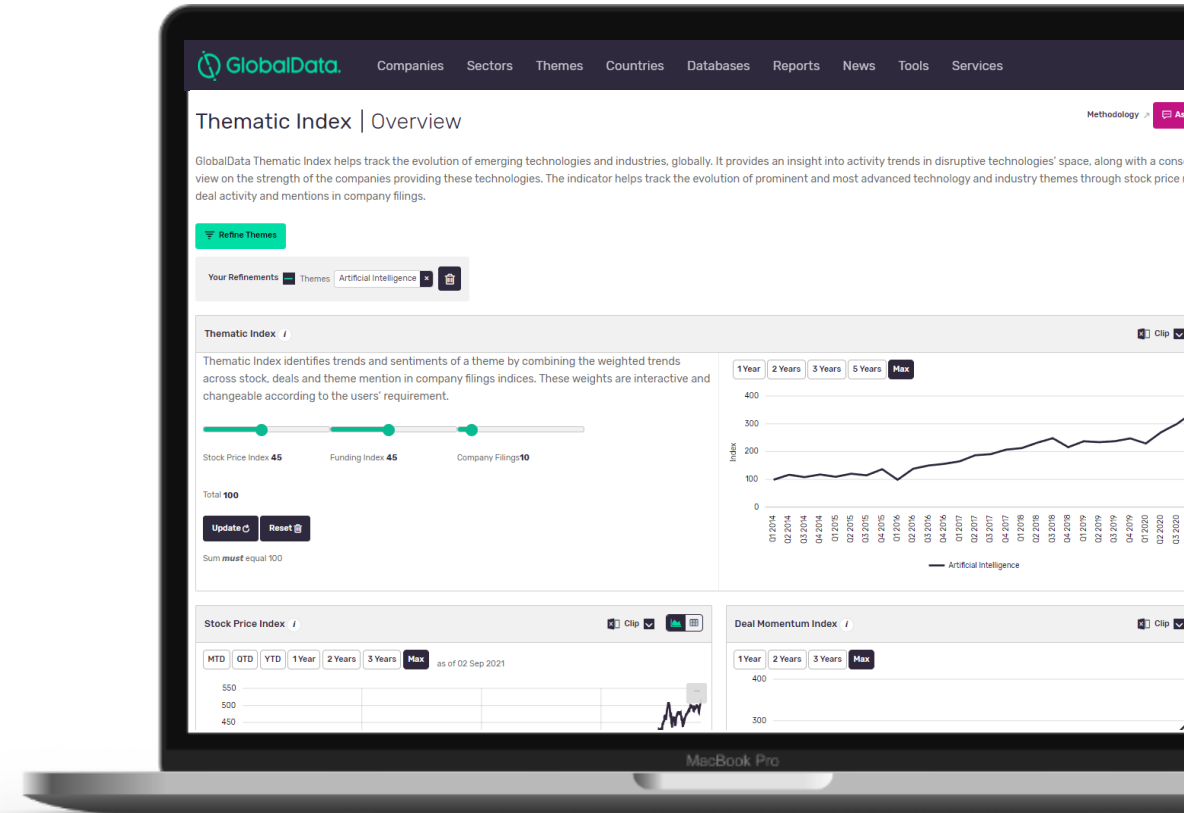 GlobalData.
Companies Sectors Themes Countries Databases Reports News Tools Services
Thematic Index | Overview
Methodology
As
GlobalData Thematic Index helps track the evolution of emerging technologies and industries, globally. It provides an insight into activity trends in disruptive technologies' space, along with a conse
view on the strength of the companies providing these technologies. The indicator helps track the evolution of prominent and most advanced technology and industry themes through stock price
deal activity and mentions in company filings.
Refine Themes
Your Refinements Themes Artificial Intelligence x
Thematic Index i
Clip
Thematic Index identifies trends and sentiments of a theme by combining the weighted trends
across stock, deals and theme mention in company filings indices. These weights are interactive and
changeable according to the users' requirement.
Stock Price Index 45 Funding Index 45 Company Filings10
Total 100
Update Reset
Sum must equal 100
1 Year 2 Years 3 Years 5 Years Max
400
300
200
100
0
Index
Q1 2014
Q2 2014
Q3 2014
Q4 2014
Q1 2015
Q2 2015
Q3 2015
Q4 2015
Q1 2016
Q2 2016
Q3 2016
Q4 2016
Q1 2017
Q2 2017
Q3 2017
Q4 2017
Q1 2018
Q2 2018
Q3 2018
Q4 2018
Q1 2019
Q2 2019
Q3 2019
Q4 2019
Q1 2020
Q2 2020
Q3 2020
Artificial Intelligence
Stock Price Index i
Clip
MTD QTD YTD 1 Year 2 Years 3 Years Max as of 02 Sep 2021
550
500
450
Deal Momentum Index i
Clip
1 Year 2 Years 3 Years Max
400
300
MacBook Pro